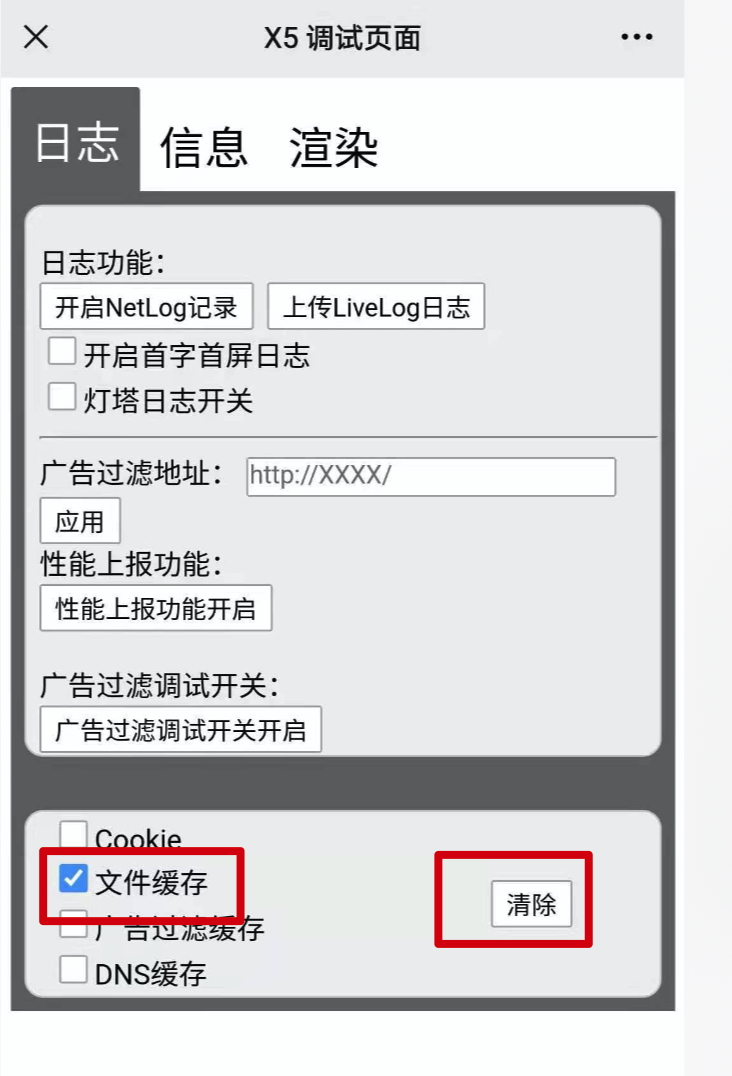 X5 调试页面
日志 信息 渲染
日志功能：
开启NetLog记录 上传LiveLog日志
开启首字首屏日志
灯塔日志开关
广告过滤地址： http://XXXX/
应用
性能上报功能：
性能上报功能开启
广告过滤调试开关：
广告过滤调试开关开启
Cookie
文件缓存
清除
广告过滤缓存
DNS缓存